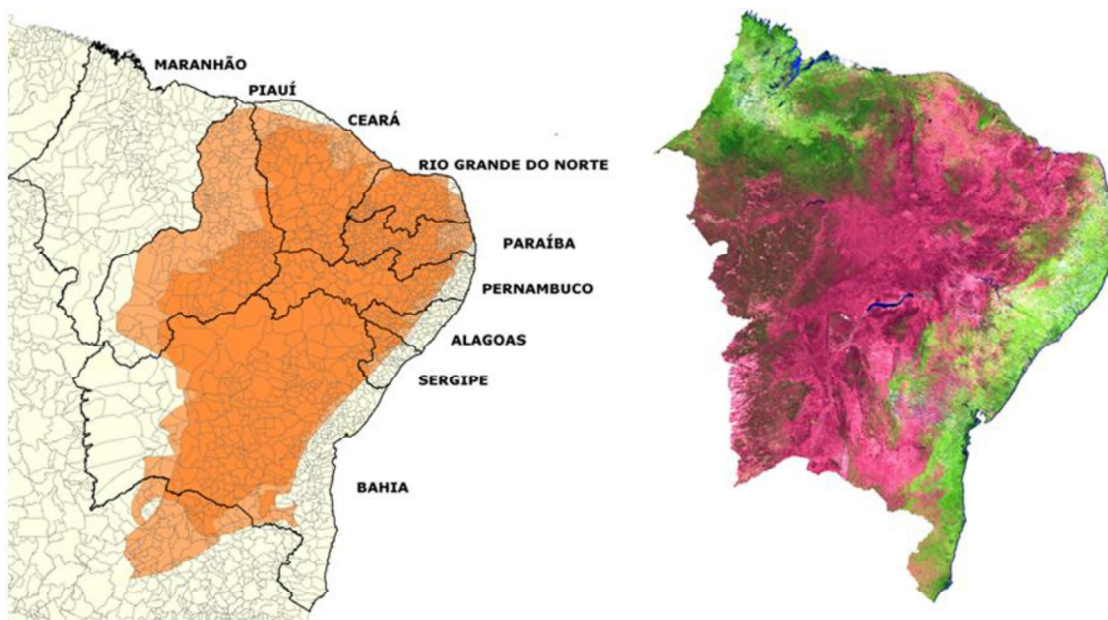 MARANHÃO
PIAUÍ
CEARÁ
RIO GRANDE DO NORTE
PARAÍBA
PERNAMBUCO
ALAGOAS
SERGIPE
BAHIA